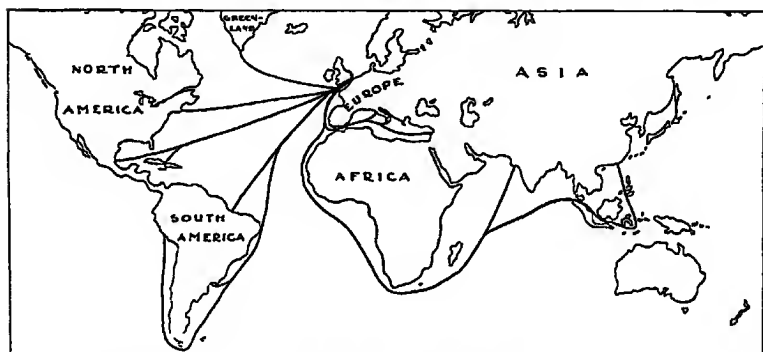 GREEN-
LAND
NORTH
AMERICA
EUROPE
ASIA
AFRICA
SOUTH
AMERICA